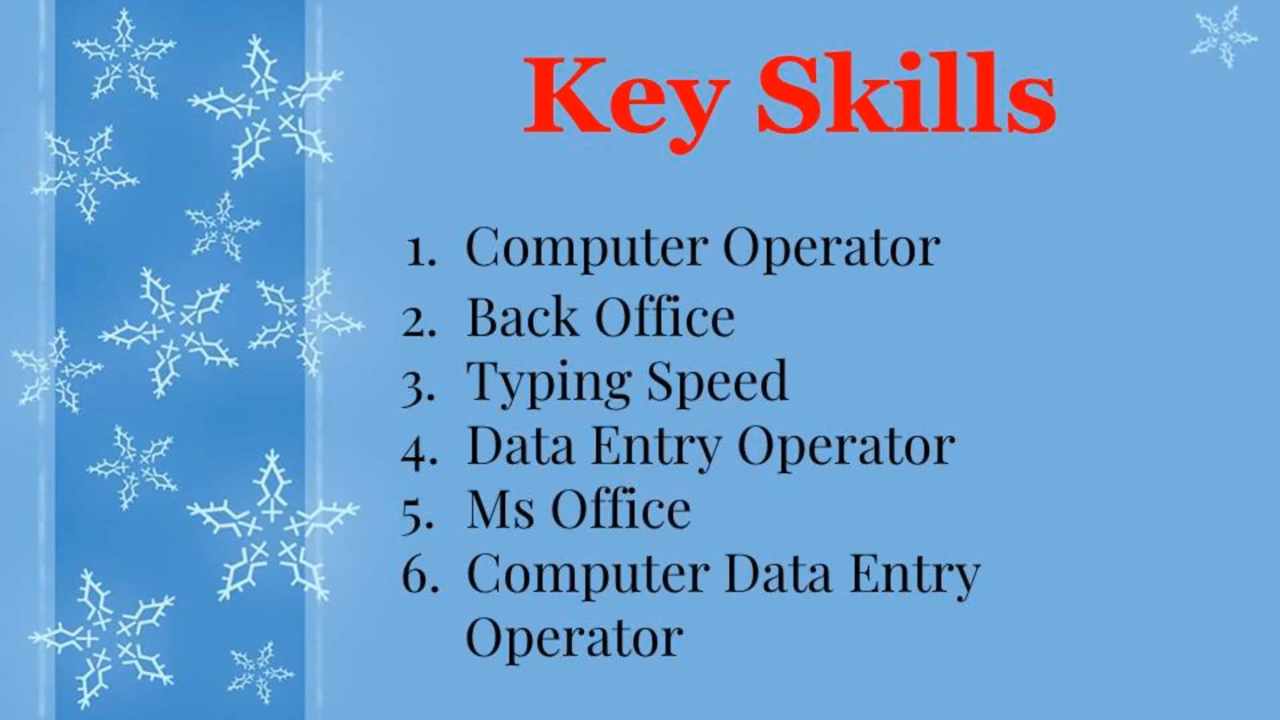 Key Skills
1. Computer Operator
2. Back Office
3. Typing Speed
4. Data Entry Operator
5. Ms Office
6. Computer Data Entry
Operator